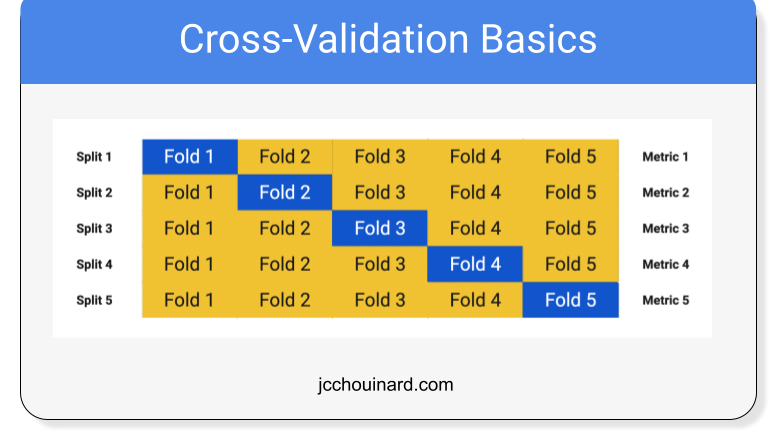 Cross-Validation Basics
Split 1 Fold 1 Fold 2 Fold 3 Fold 4 Fold 5 Metric 1
Split 2 Fold 1 Fold 2 Fold 3 Fold 4 Fold 5 Metric 2
Split 3 Fold 1 Fold 2 Fold 3 Fold 4 Fold 5 Metric 3
Split 4 Fold 1 Fold 2 Fold 3 Fold 4 Fold 5 Metric 4
Split 5 Fold 1 Fold 2 Fold 3 Fold 4 Fold 5 Metric 5
jcchouinard.com